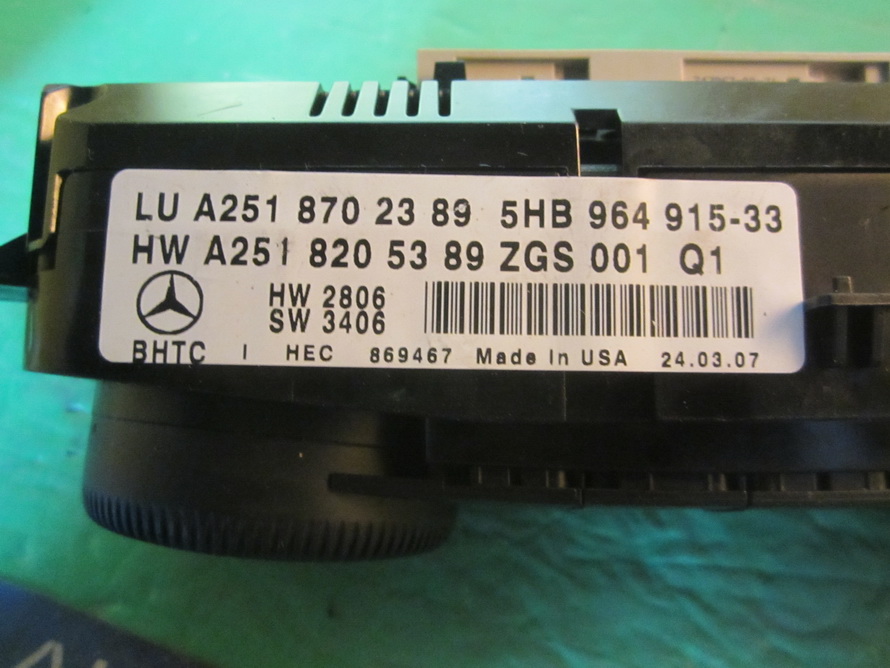 LU A251 870 23 89 5HB 964 915-33
HW A251 820 53 89 ZGS 001 Q1
HW 2806
SW 3406
BHTC I HEC 869467 Made In USA 24.03.07